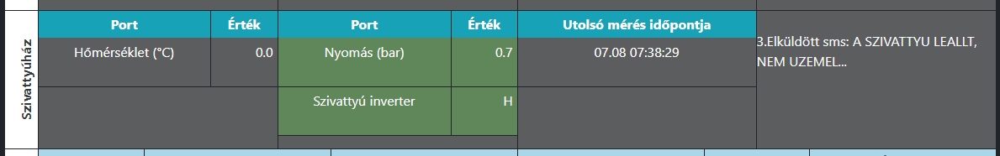 Szivattyúház
Port Érték Port Érték Utolsó mérés időpontja
Hőmérséklet (°C) 0.0 Nyomás (bar) 0.7 07.08 07:38:29
3.Elküldött sms: A SZIVATTYU LEALLT,
NEM UZEMEL...
Szivattyú inverter H